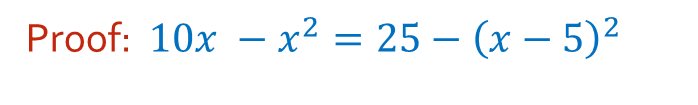 Proof: 10x − x² = 25 − (x − 5)²